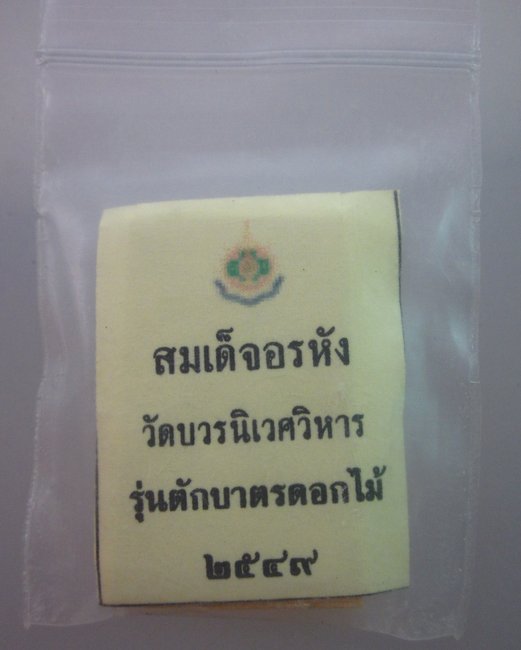 สมเด็จอรหัง
วัดบวรนิเวศวิหาร
รุ่นตักบาตรดอกไม้
๒๕๔๙